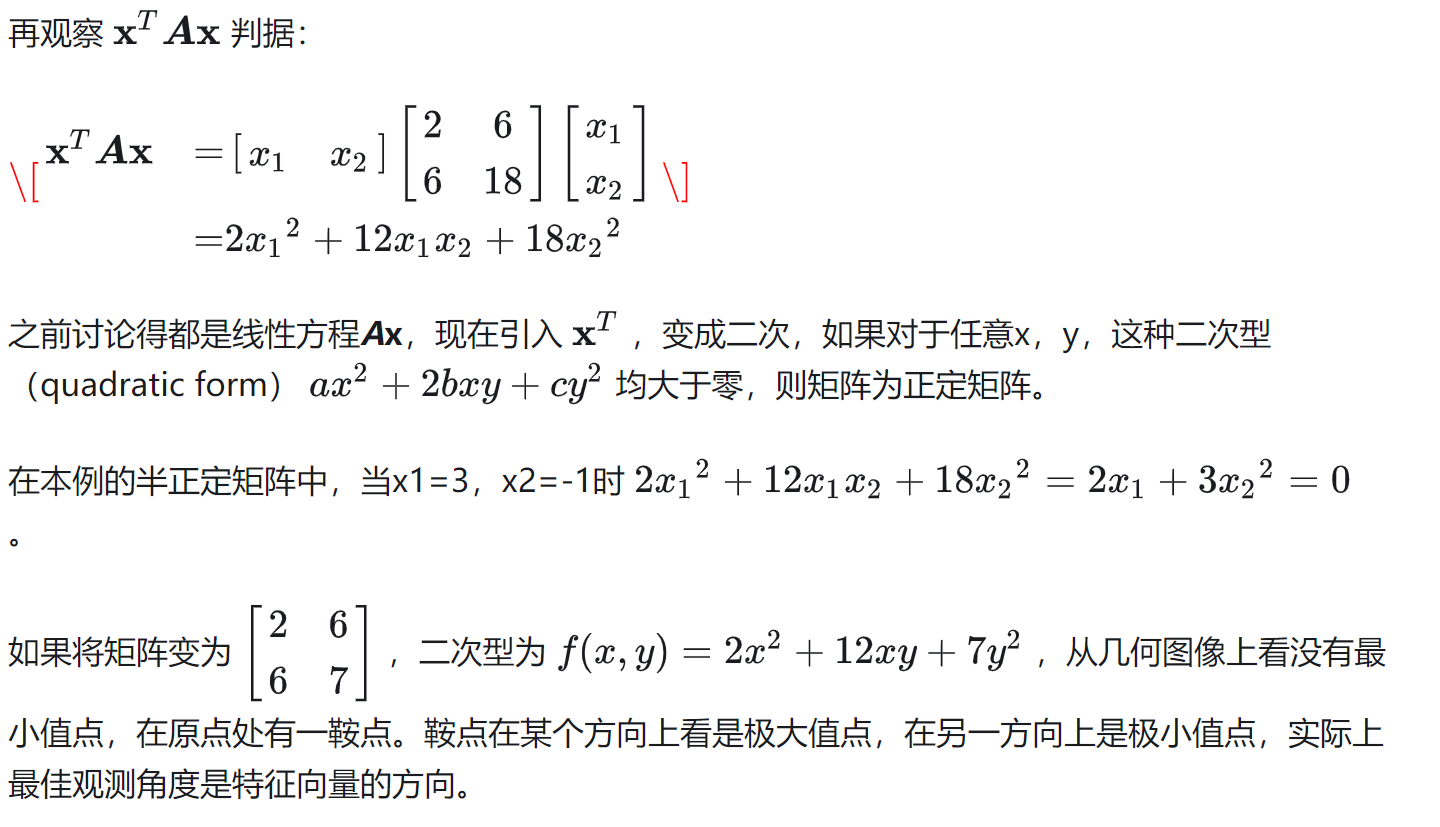 再观察 $\mathbf{x}^T \boldsymbol{A}\mathbf{x}$ 判据：
\[ $\begin{aligned} \mathbf{x}^T \boldsymbol{A}\mathbf{x} &= [\, x_1 \quad x_2 \,] \begin{bmatrix} 2 & 6 \\ 6 & 18 \end{bmatrix} \begin{bmatrix} x_1 \\ x_2 \end{bmatrix} \\ &= 2{x_1}^2 + 12x_1x_2 + 18{x_2}^2 \end{aligned}$ \]
之前讨论得都是线性方程Ax，现在引入 $\mathbf{x}^T$ ，变成二次，如果对于任意x，y，这种二次型
（quadratic form） $ax^2 + 2bxy + cy^2$ 均大于零，则矩阵为正定矩阵。
在本例的半正定矩阵中，当x1=3，x2=-1时 $2{x_1}^2 + 12x_1x_2 + 18{x_2}^2 = 2x_1 + 3{x_2}^2 = 0$
。
如果将矩阵变为 $\begin{bmatrix} 2 & 6 \\ 6 & 7 \end{bmatrix}$ ，二次型为 $f(x, y) = 2x^2 + 12xy + 7y^2$ ，从几何图像上看没有最
小值点，在原点处有一鞍点。鞍点在某个方向上看是极大值点，在另一方向上是极小值点，实际上
最佳观测角度是特征向量的方向。